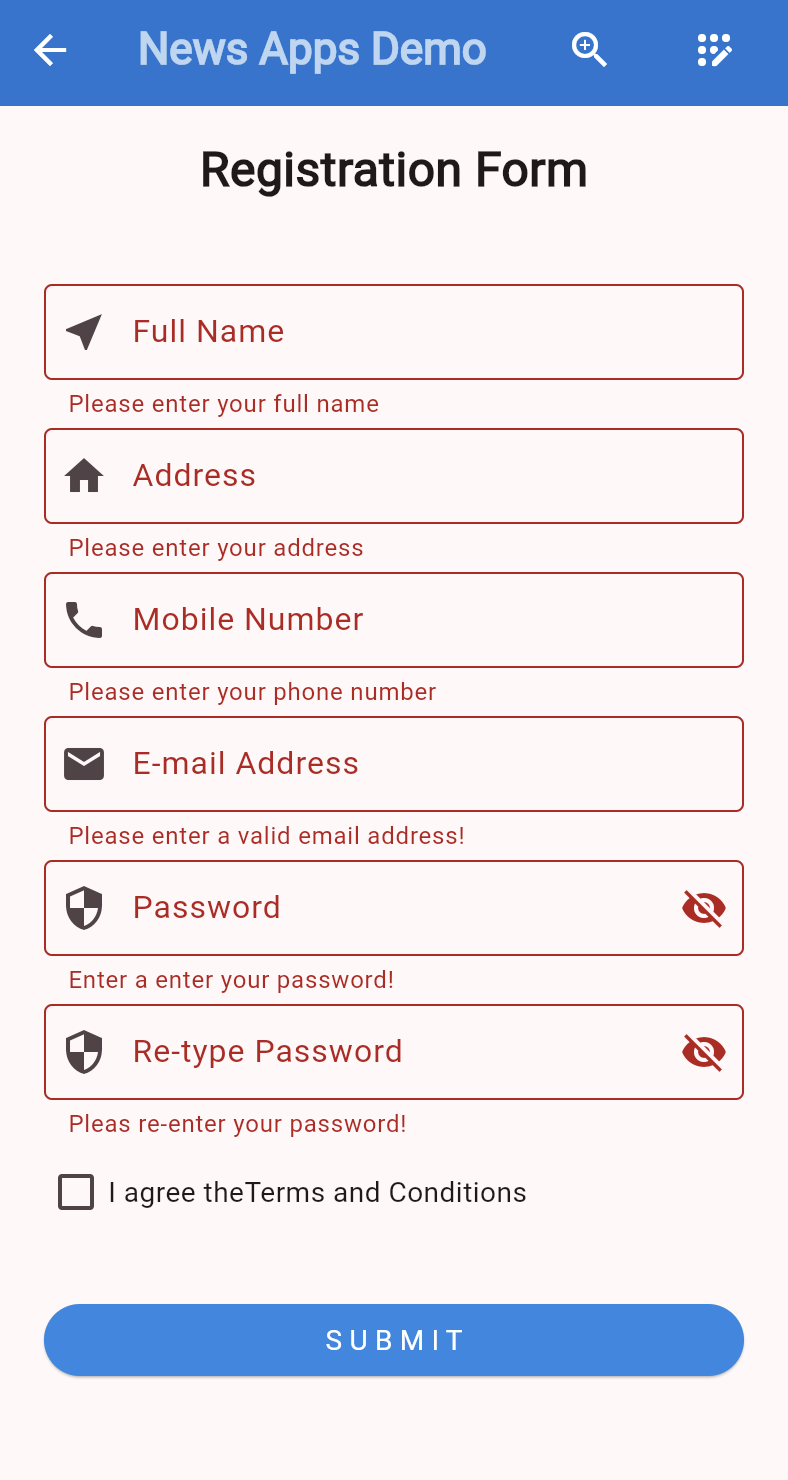 News Apps Demo
Registration Form
Full Name
Please enter your full name
Address
Please enter your address
Mobile Number
Please enter your phone number
E-mail Address
Please enter a valid email address!
Password
Enter a enter your password!
Re-type Password
Pleas re-enter your password!
I agree theTerms and Conditions
SUBMIT